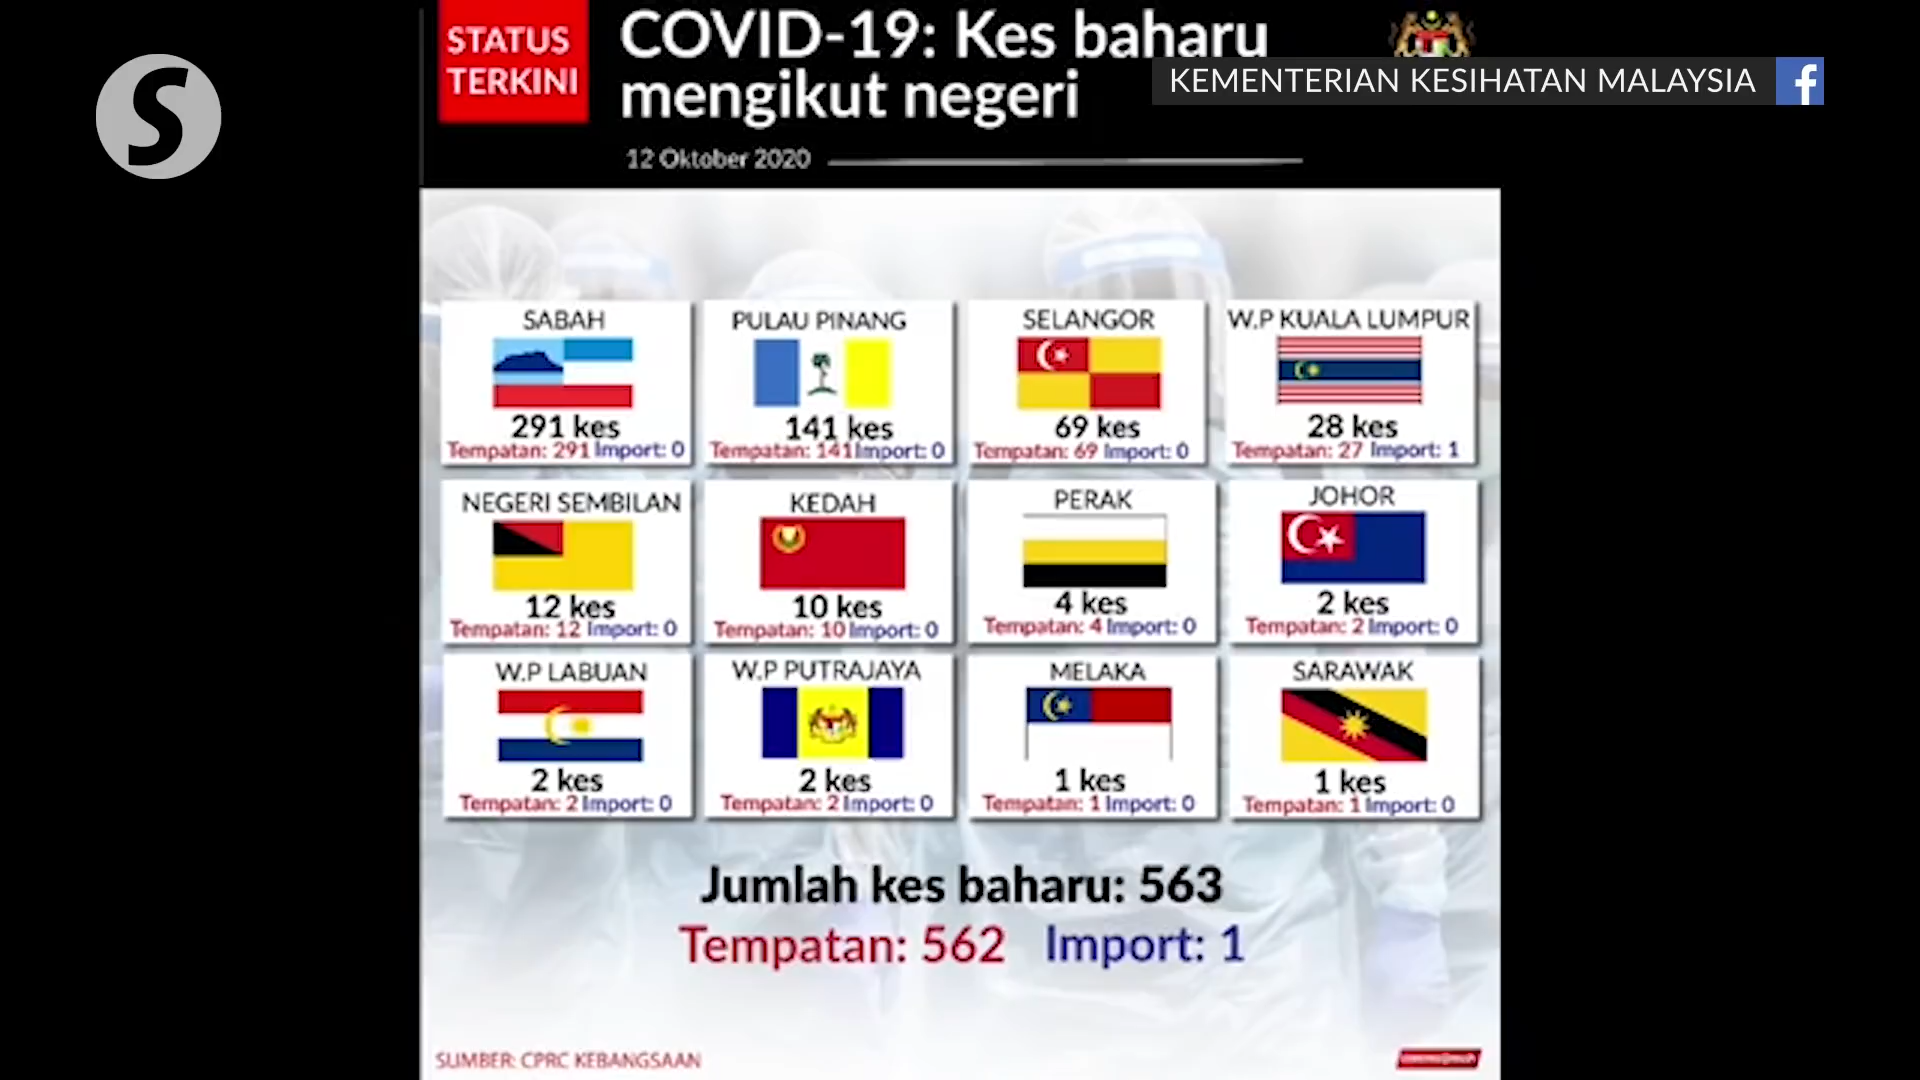 S
STATUS
TERKINI
COVID-19: Kes baharu
mengikut negeri
KEMENTERIAN KESIHATAN MALAYSIA f
12 Oktober 2020
SABAH
291 kes
Tempatan: 291 Import: 0
PULAU PINANG
141 kes
Tempatan: 141 Import: 0
SELANGOR
69 kes
Tempatan: 69 Import: 0
W.P KUALA LUMPUR
28 kes
Tempatan: 27 Import: 1
NEGERI SEMBILAN
12 kes
Tempatan: 12 Import: 0
KEDAH
10 kes
Tempatan: 10 Import: 0
PERAK
4 kes
Tempatan: 4 Import: 0
JOHOR
2 kes
Tempatan: 2 Import: 0
W.P LABUAN
2 kes
Tempatan: 2 Import: 0
W.P PUTRAJAYA
2 kes
Tempatan: 2 Import: 0
MELAKA
1 kes
Tempatan: 1 Import: 0
SARAWAK
1 kes
Tempatan: 1 Import: 0
Jumlah kes baharu: 563
Tempatan: 562 Import: 1
SUMBER: CPRC KEBANGSAAN